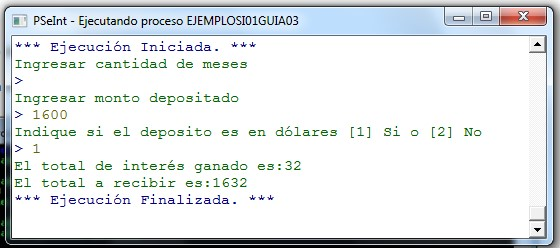 PSeInt - Ejecutando proceso EJEMPLOSI01GUIA03
*** Ejecución Iniciada. ***
Ingresar cantidad de meses
>
Ingresar monto depositado
> 1600
Indique si el deposito es en dólares [1] Si o [2] No
> 1
El total de interés ganado es:32
El total a recibir es:1632
*** Ejecución Finalizada. ***